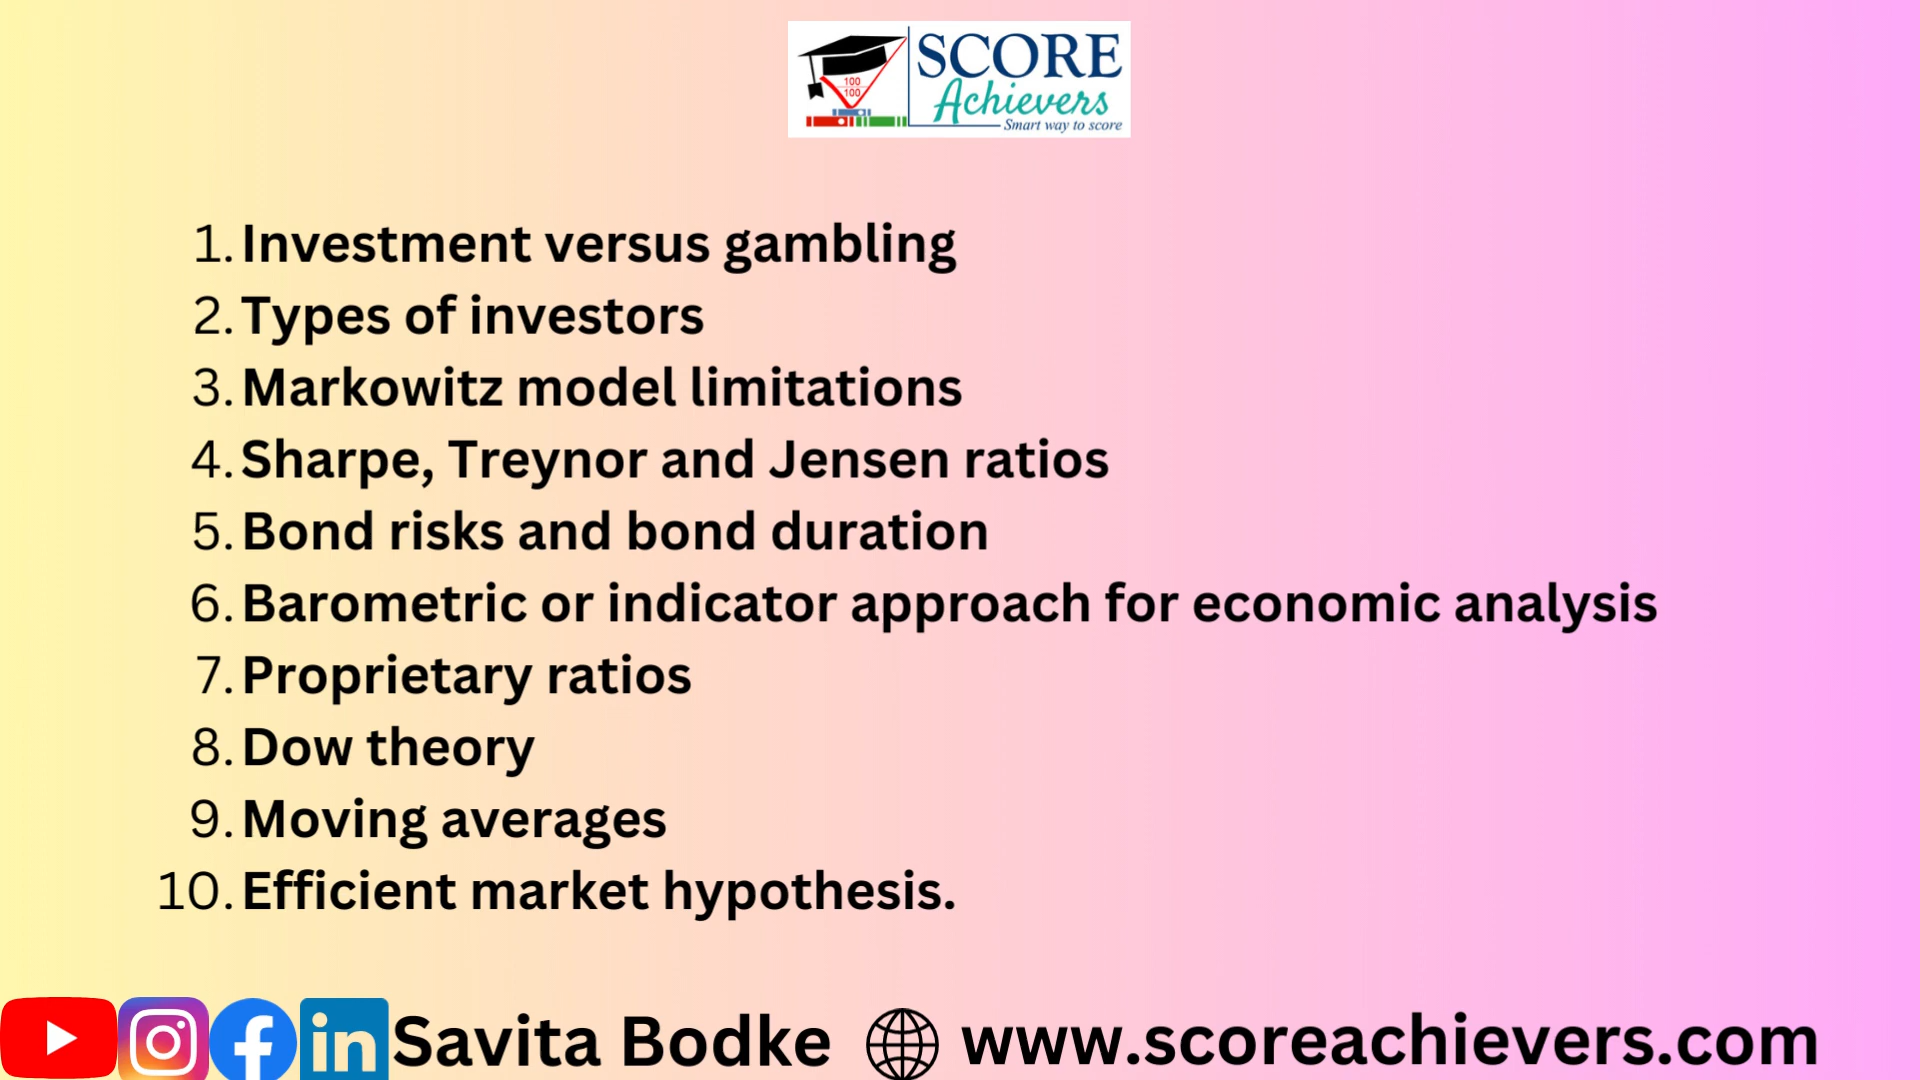 100
100
SCORE
Achievers
Smart way to score
1. Investment versus gambling
2. Types of investors
3. Markowitz model limitations
4. Sharpe, Treynor and Jensen ratios
5. Bond risks and bond duration
6. Barometric or indicator approach for economic analysis
7. Proprietary ratios
8. Dow theory
9. Moving averages
10. Efficient market hypothesis.
in Savita Bodke www.scoreachievers.com